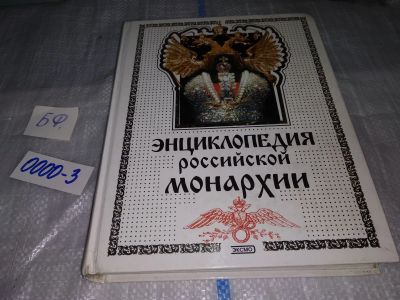 ЭНЦИКЛОПЕДИЯ
РОССИЙСКОЙ
МОНАРХИИ
ЭКСМО
БФ.
0000-3